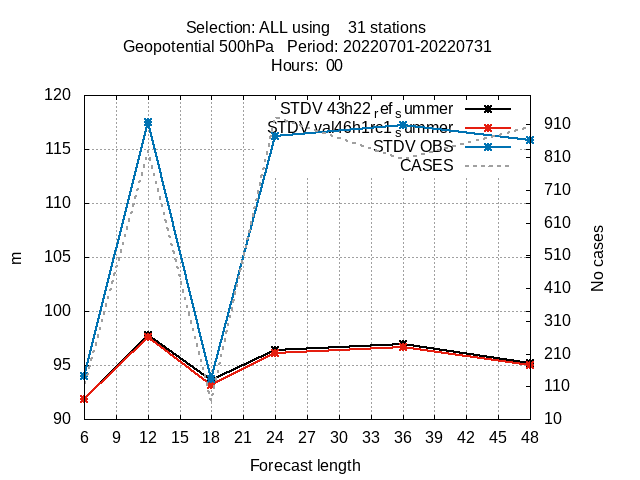 Selection: ALL using    31 stations
Geopotential 500hPa   Period: 20220701-20220731
Hours:  00
STDV 43h22_ref_summer
STDV val46h1rc1_summer
STDV OBS
CASES
120
115
110
105
100
95
90
910
810
710
610
510
410
310
210
110
10
m
No cases
6 9 12 15 18 21 24 27 30 33 36 39 42 45 48
Forecast length